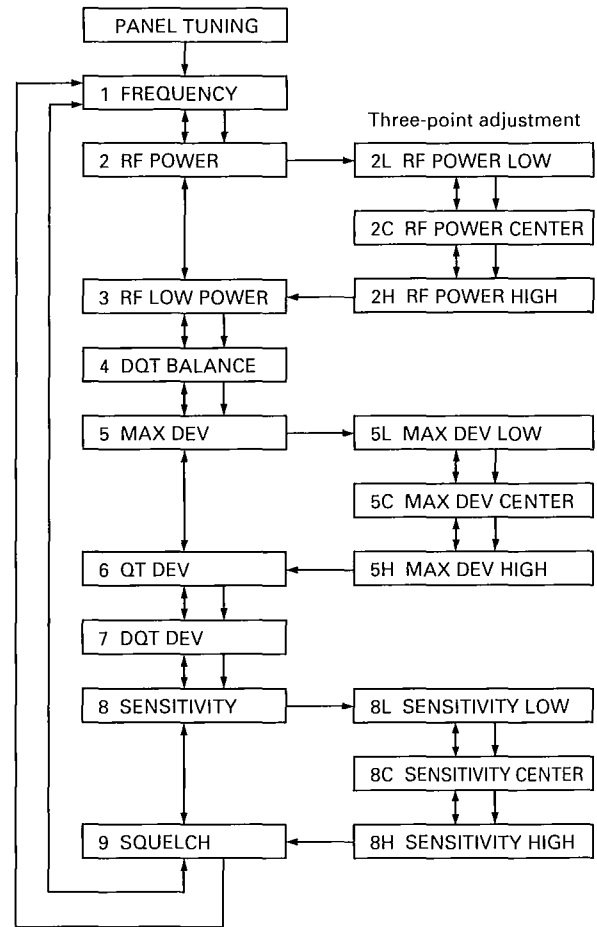 PANEL TUNING
1 FREQUENCY
Three-point adjustment
2 RF POWER
2L RF POWER LOW
2C RF POWER CENTER
3 RF LOW POWER
2H RF POWER HIGH
4 DQT BALANCE
5 MAX DEV
5L MAX DEV LOW
5C MAX DEV CENTER
6 QT DEV
5H MAX DEV HIGH
7 DQT DEV
8 SENSITIVITY
8L SENSITIVITY LOW
8C SENSITIVITY CENTER
9 SQUELCH
8H SENSITIVITY HIGH